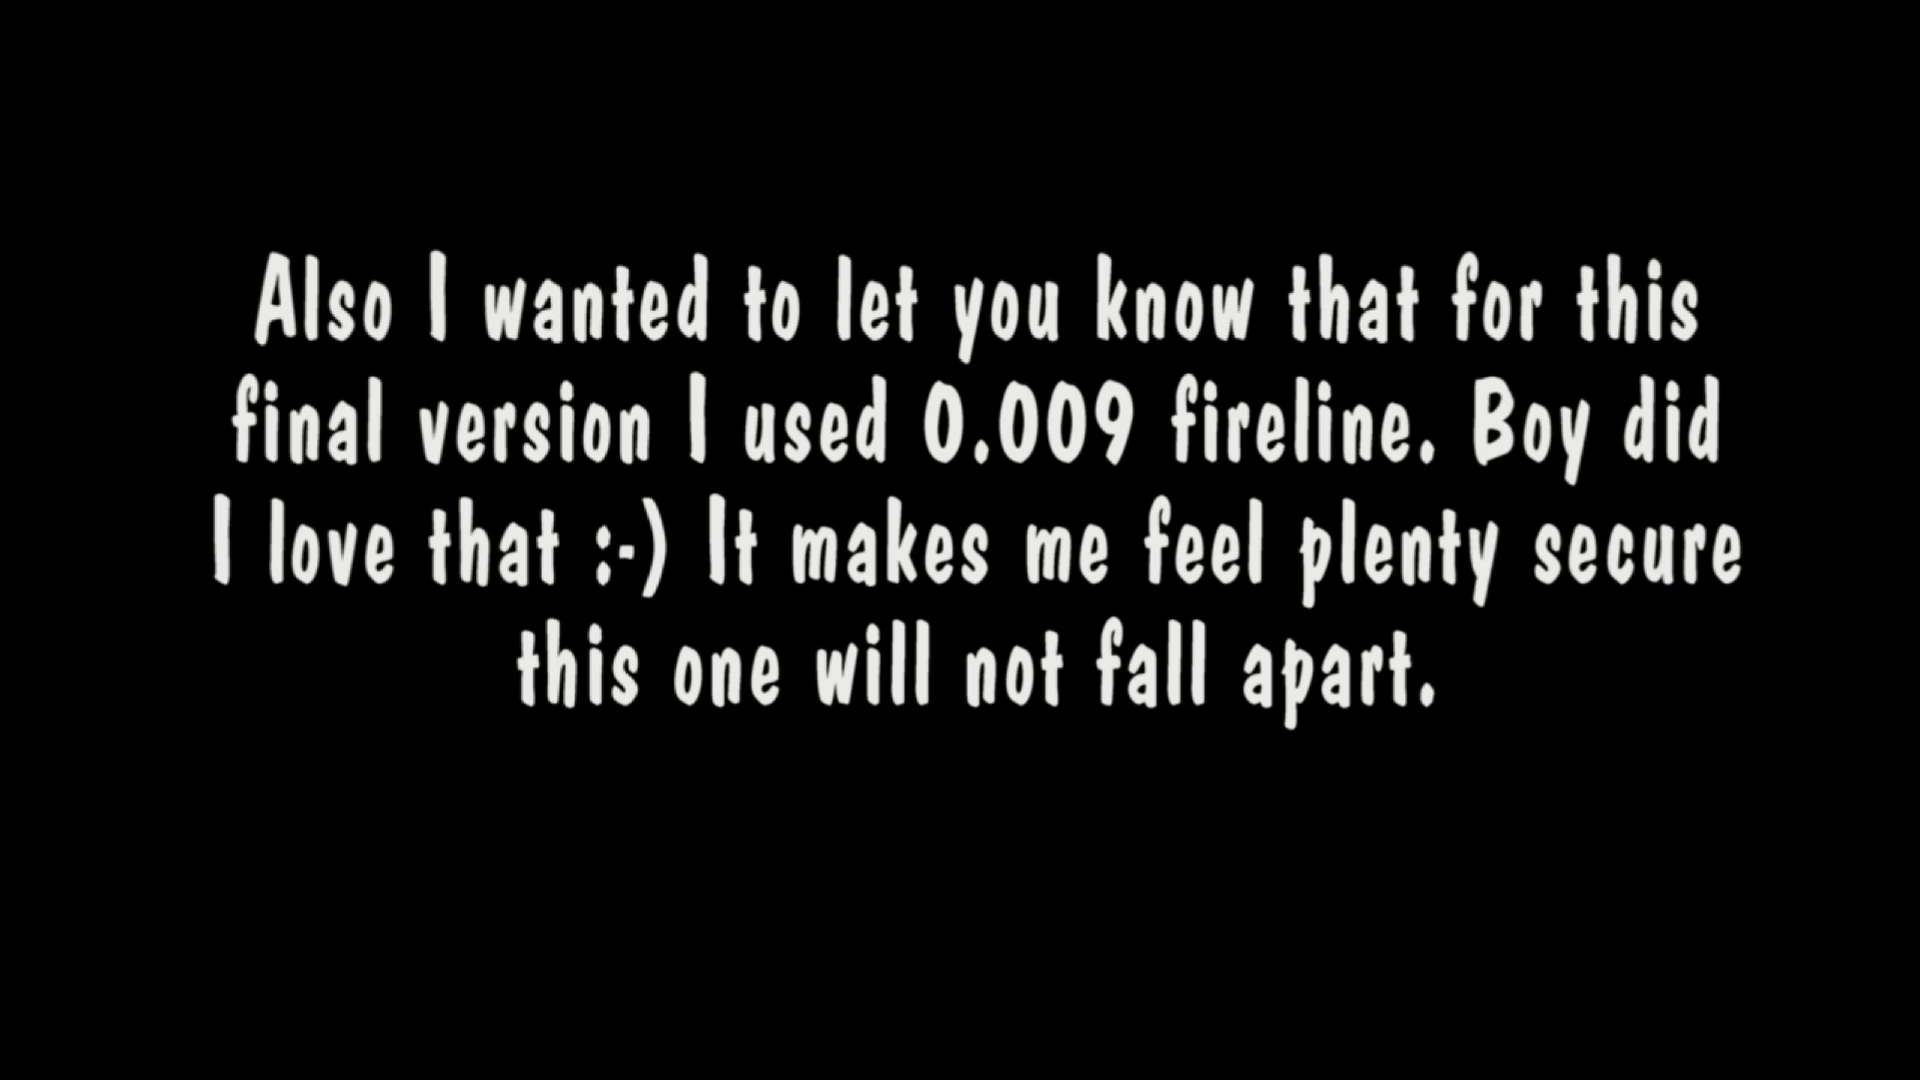 Also I wanted to let you know that for this
final version I used 0.009 fireline. Boy did
I love that :-) It makes me feel plenty secure
this one will not fall apart.